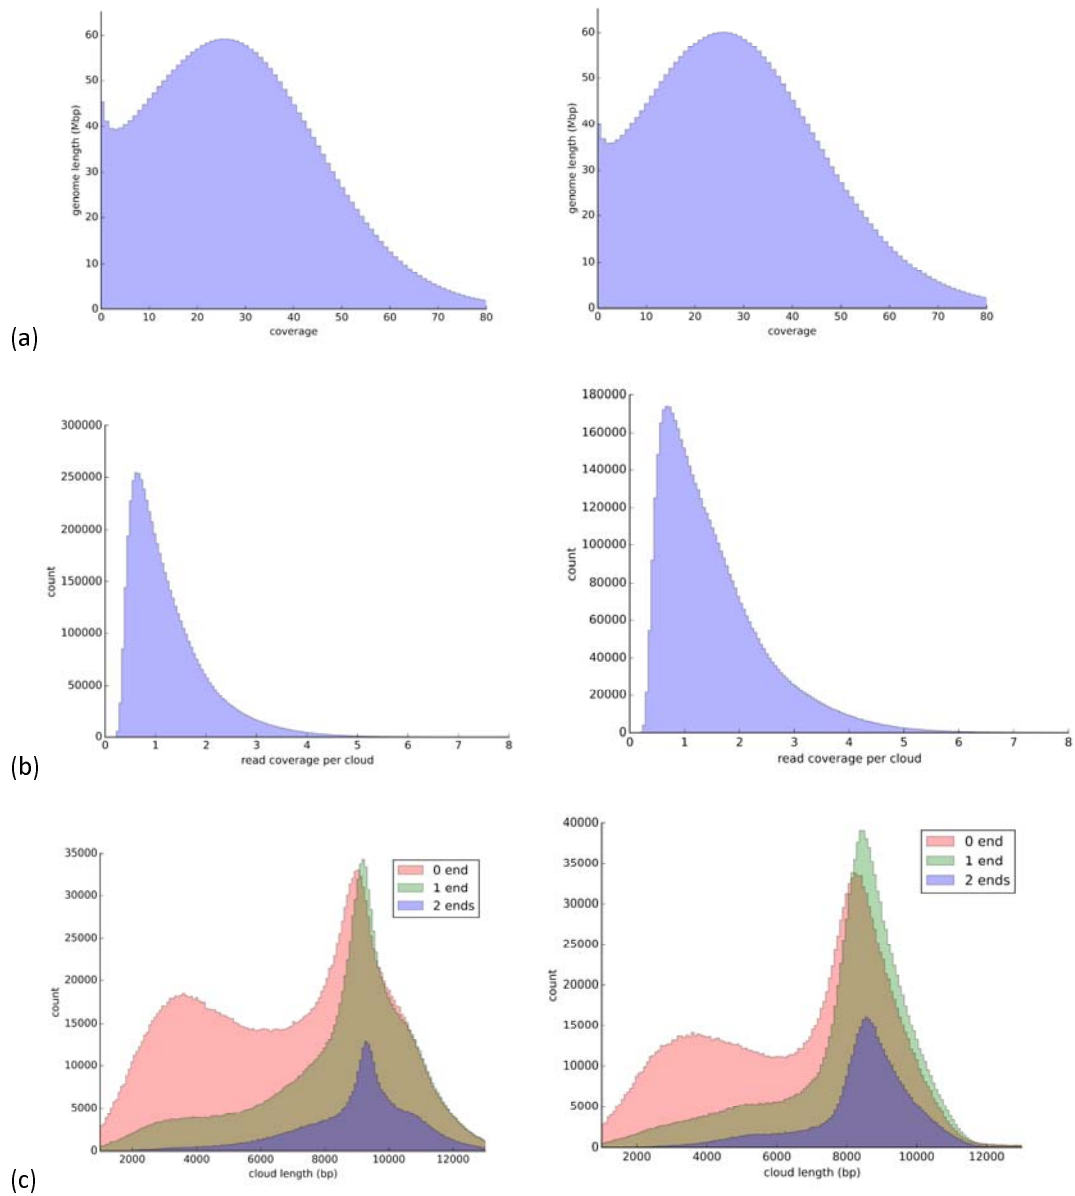 60
50
40
30
20
10
0
genome length (Mbp)
0 10 20 30 40 50 60 70 80
coverage
60
50
40
30
20
10
0
genome length (Mbp)
0 10 20 30 40 50 60 70 80
coverage
(a)
300000
250000
200000
150000
100000
50000
0
count
0 1 2 3 4 5 6 7 8
read coverage per cloud
180000
160000
140000
120000
100000
80000
60000
40000
20000
0
count
0 1 2 3 4 5 6 7 8
read coverage per cloud
(b)
35000
30000
25000
20000
15000
10000
5000
0
count
0 end
1 end
2 ends
2000 4000 6000 8000 10000 12000
cloud length (bp)
40000
35000
30000
25000
20000
15000
10000
5000
0
count
0 end
1 end
2 ends
2000 4000 6000 8000 10000 12000
cloud length (bp)
(c)